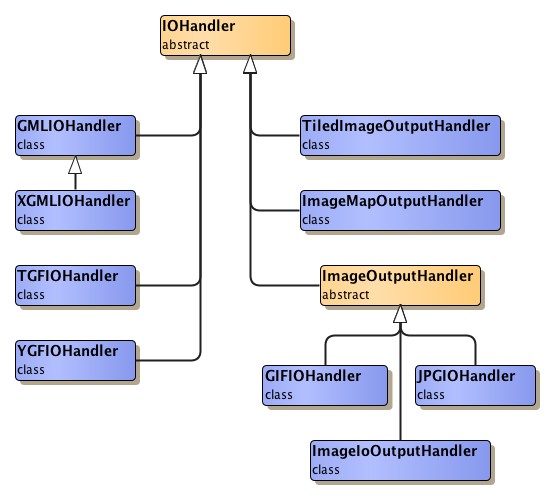 IOHandler
abstract
GMLIOHandler
class
TiledImageOutputHandler
class
XGMLIOHandler
class
ImageMapOutputHandler
class
TGFIOHandler
class
ImageOutputHandler
abstract
YGFIOHandler
class
GIFIOHandler
class
JPGIOHandler
class
ImageIoOutputHandler
class